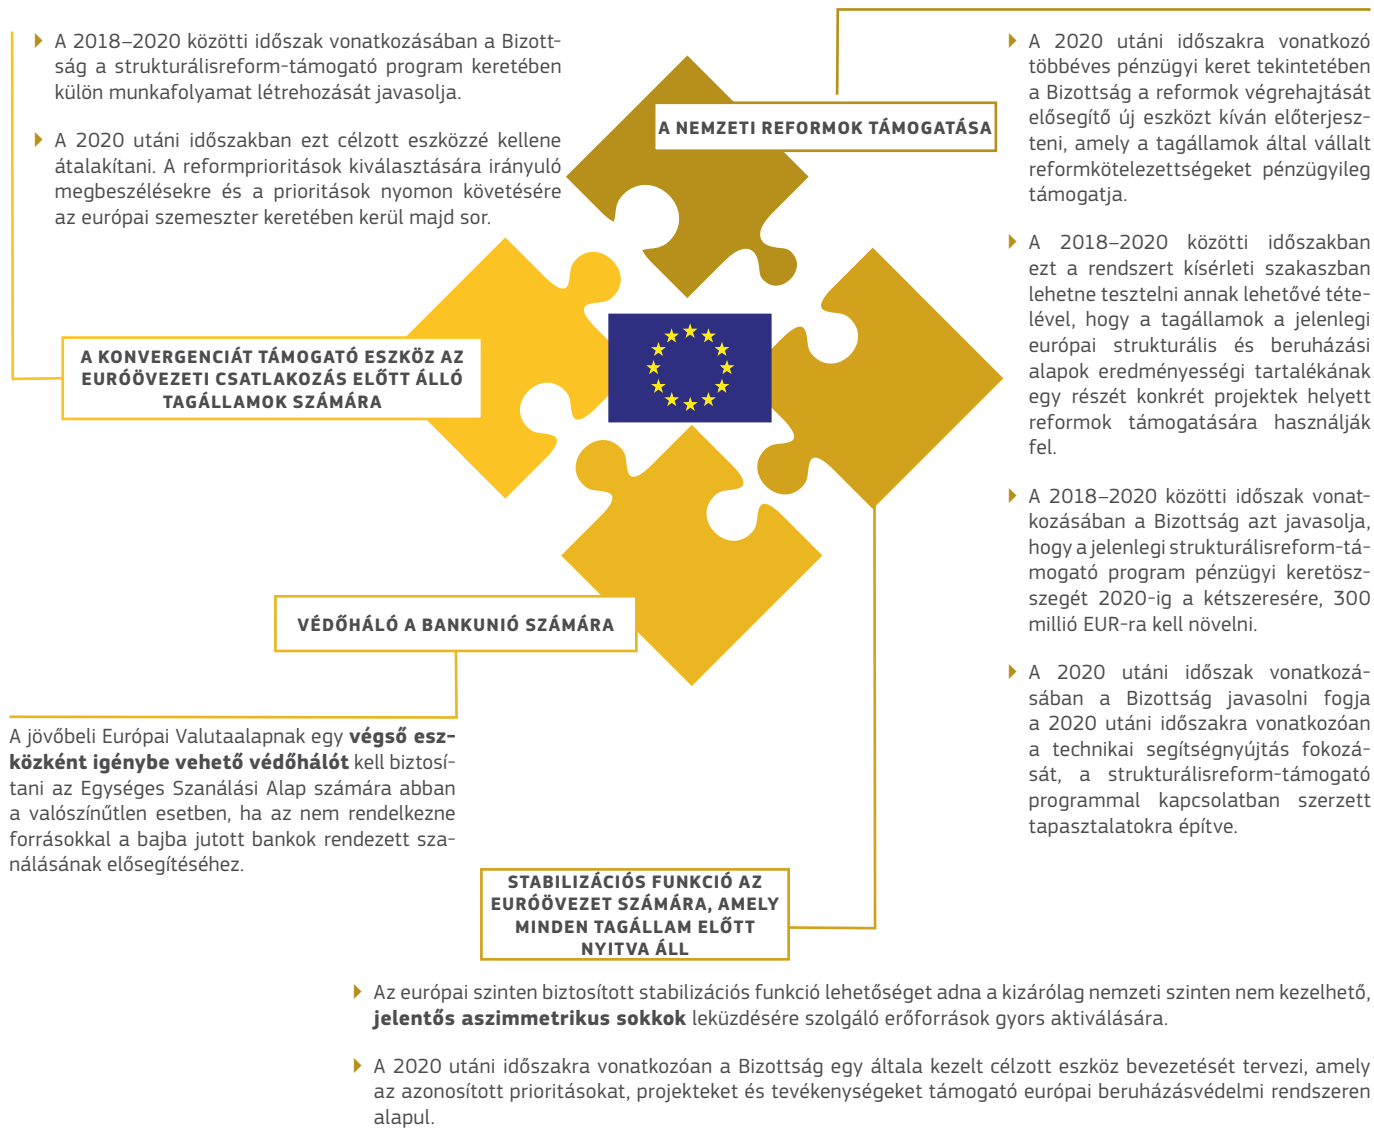 A 2018–2020 közötti időszak vonatkozásában a Bizott-
ság a strukturálisreform-támogató program keretében
külön munkafolyamat létrehozását javasolja.
A 2020 utáni időszakban ezt célzott eszközzé kellene
átalakítani. A reformprioritások kiválasztására irányuló
megbeszélésekre és a prioritások nyomon követésére
az európai szemeszter keretében kerül majd sor.
A KONVERGENCIÁT TÁMOGATÓ ESZKÖZ AZ
EURÓÖVEZETI CSATLAKOZÁS ELŐTT ÁLLÓ
TAGÁLLAMOK SZÁMÁRA
A NEMZETI REFORMOK TÁMOGATÁSA
A 2020 utáni időszakra vonatkozó
többéves pénzügyi keret tekintetében
a Bizottság a reformok végrehajtását
elősegítő új eszközt kíván előterjesz-
teni, amely a tagállamok által vállalt
reformkötelezettségeket pénzügyileg
támogatja.
A 2018–2020 közötti időszakban
ezt a rendszert kísérleti szakaszban
lehetne tesztelni annak lehetővé téte-
lével, hogy a tagállamok a jelenlegi
európai strukturális és beruházási
alapok eredményességi tartalékának
egy részét konkrét projektek helyett
reformok támogatására használják
fel.
A 2018–2020 közötti időszak vonat-
kozásában a Bizottság azt javasolja,
hogy a jelenlegi strukturálisreform-tá-
mogató program pénzügyi keretösz-
szegét 2020-ig a kétszeresére, 300
millió EUR-ra kell növelni.
A 2020 utáni időszak vonatkozá-
sában a Bizottság javasolni fogja
a 2020 utáni időszakra vonatkozóan
a technikai segítségnyújtás fokozá-
sát, a strukturálisreform-támogató
programmal kapcsolatban szerzett
tapasztalatokra építve.
VÉDŐHÁLÓ A BANKUNIÓ SZÁMÁRA
A jövőbeli Európai Valutaalapnak egy végső esz-
közként igénybe vehető védőhálót kell biztosí-
tani az Egységes Szanálási Alap számára abban
a valószínűtlen esetben, ha az nem rendelkezne
forrásokkal a bajba jutott bankok rendezett sza-
nálásának elősegítéséhez.
STABILIZÁCIÓS FUNKCIÓ AZ
EURÓÖVEZET SZÁMÁRA, AMELY
MINDEN TAGÁLLAM ELŐTT
NYITVA ÁLL
Az európai szinten biztosított stabilizációs funkció lehetőséget adna a kizárólag nemzeti szinten nem kezelhető,
jelentős aszimmetrikus sokkok leküzdésére szolgáló erőforrások gyors aktiválására.
A 2020 utáni időszakra vonatkozóan a Bizottság egy általa kezelt célzott eszköz bevezetését tervezi, amely
az azonosított prioritásokat, projekteket és tevékenységeket támogató európai beruházásvédelmi rendszeren
alapul.